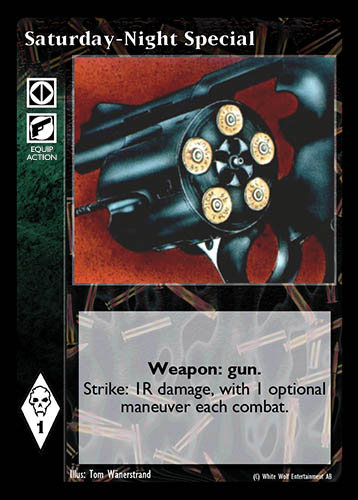 Saturday-Night Special
EQUIP
ACTION
Weapon: gun.
Strike: 1R damage, with 1 optional
maneuver each combat.
1
Illus: Tom Wänerstrand
(C) White Wolf Entertainment AB